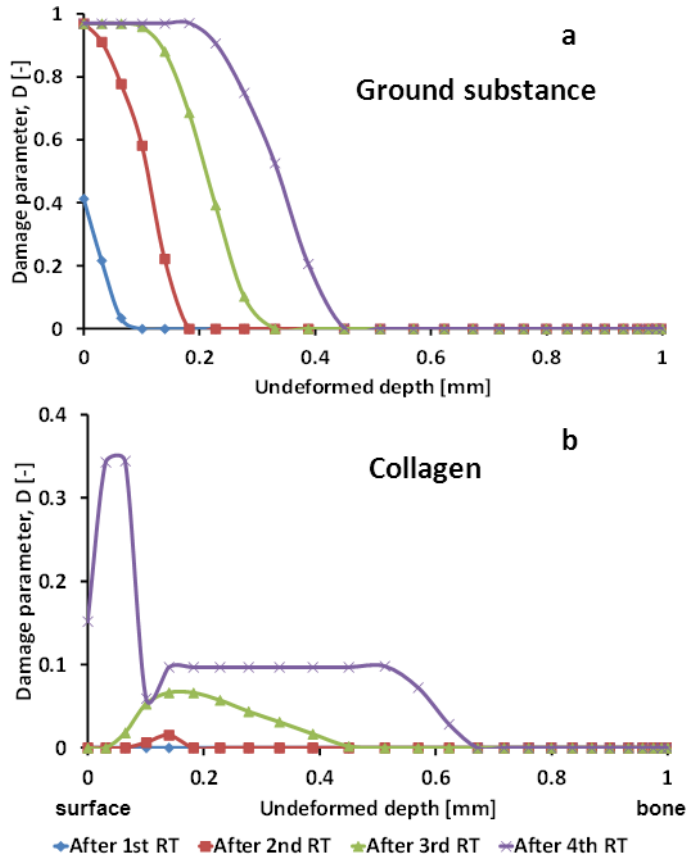 a
Ground substance
Damage parameter, D [-]
1
0.8
0.6
0.4
0.2
0
0 0.2 0.4 0.6 0.8 1
Undeformed depth [mm]
b
Collagen
Damage parameter, D [-]
0.4
0.3
0.2
0.1
0
0 0.2 0.4 0.6 0.8 1
surface Undeformed depth [mm] bone
After 1st RT After 2nd RT After 3rd RT After 4th RT